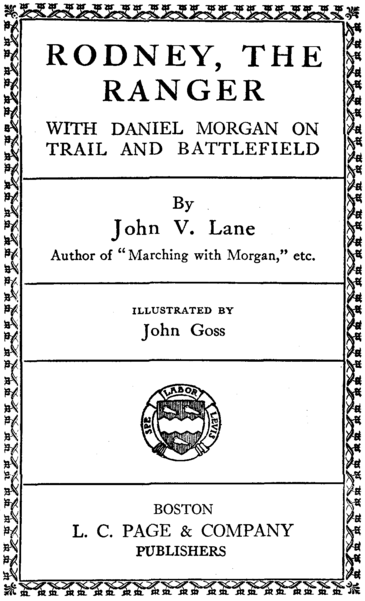 RODNEY, THE
RANGER
WITH DANIEL MORGAN ON
TRAIL AND BATTLEFIELD
By
John V. Lane
Author of "Marching with Morgan," etc.
ILLUSTRATED BY
John Goss
SPE LABOR LEVIS
BOSTON
L. C. PAGE & COMPANY
PUBLISHERS